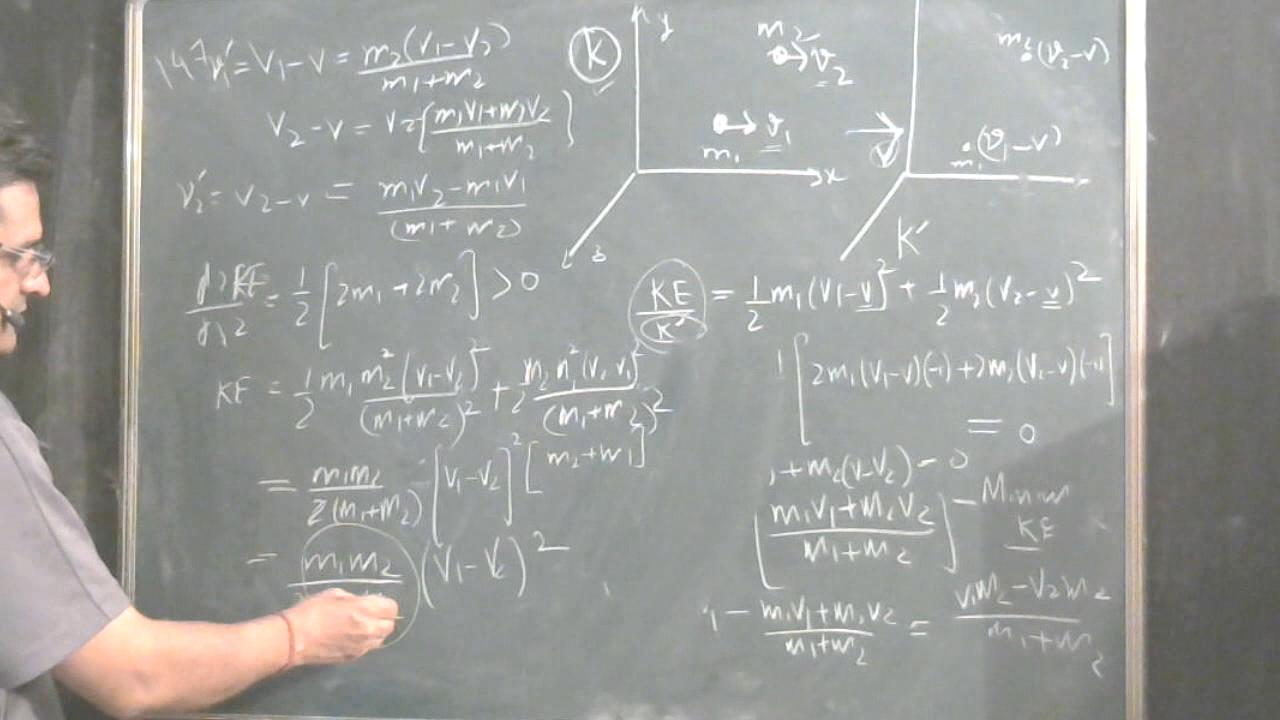 147 v₁' = V₁ - v = m₂(V₁ - V₂) / m₁+m₂
V₂ - v = V₂ - [m₁V₁+m₂V₂ / m₁+m₂]
v₂' = V₂ - v = m₁V₂ - m₁V₁ / (m₁+m₂)
d²KE / dv² = 1/2 [2m₁ + 2m₂] > 0
KE = 1/2 m₁ m₂² (V₁-V₂)² / (m₁+m₂)² + 1/2 m₂ m₁² (V₂ V₁)² / (m₁+m₂)²
= m₁m₂ / 2(m₁+m₂) [V₁-V₂]² [m₂+m₁]
= m₁m₂ (V₁-V₂)²
K
y
m₂
v₂
v₁
m₁
x
z
V
m₂ (v₂-v)
m₁ (v₁-v)
K'
KE / K' = 1/2 m₁(V₁-v)² + 1/2 m₂(V₂-v)²
[2m₁(V₁-v)(-1) + 2m₂(V₂-v)(-1)]
= 0
+ m₂(v-V₂) = 0
[m₁V₁+m₂V₂ / m₁+m₂] - Minimum
KE
- m₁V₁+m₂V₂ / m₁+m₂ = V₁m₂ - V₂m₂ / m₁+m₂